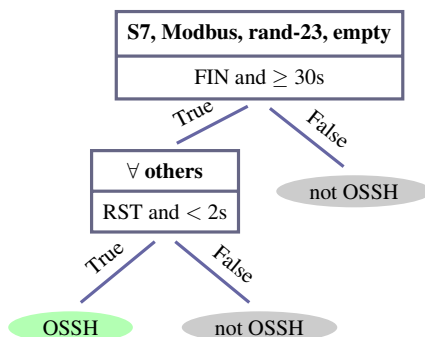 S7, Modbus, rand-23, empty
FIN and ≥ 30s
True
False
∀ others
RST and < 2s
not OSSH
True
False
OSSH
not OSSH